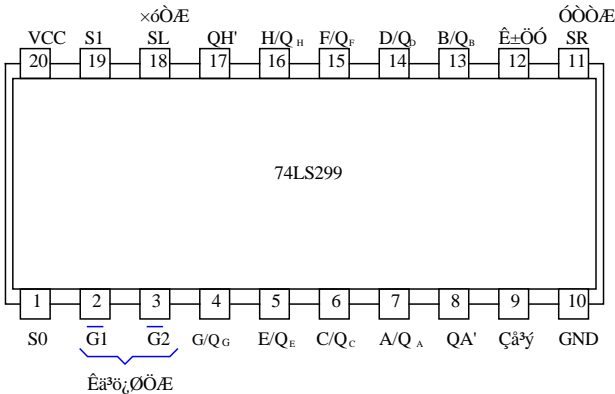 ×óÒÆ ÓÒÒÆ
VCC S1 SL QH' H/QH F/QF D/QD B/QB Ê±ÖÓ SR
20 19 18 17 16 15 14 13 12 11
74LS299
1 2 3 4 5 6 7 8 9 10
S0 G1 G2 G/QG E/QE C/QC A/QA QA' Çå³ý GND
Êä³ö¿ØÖÆ